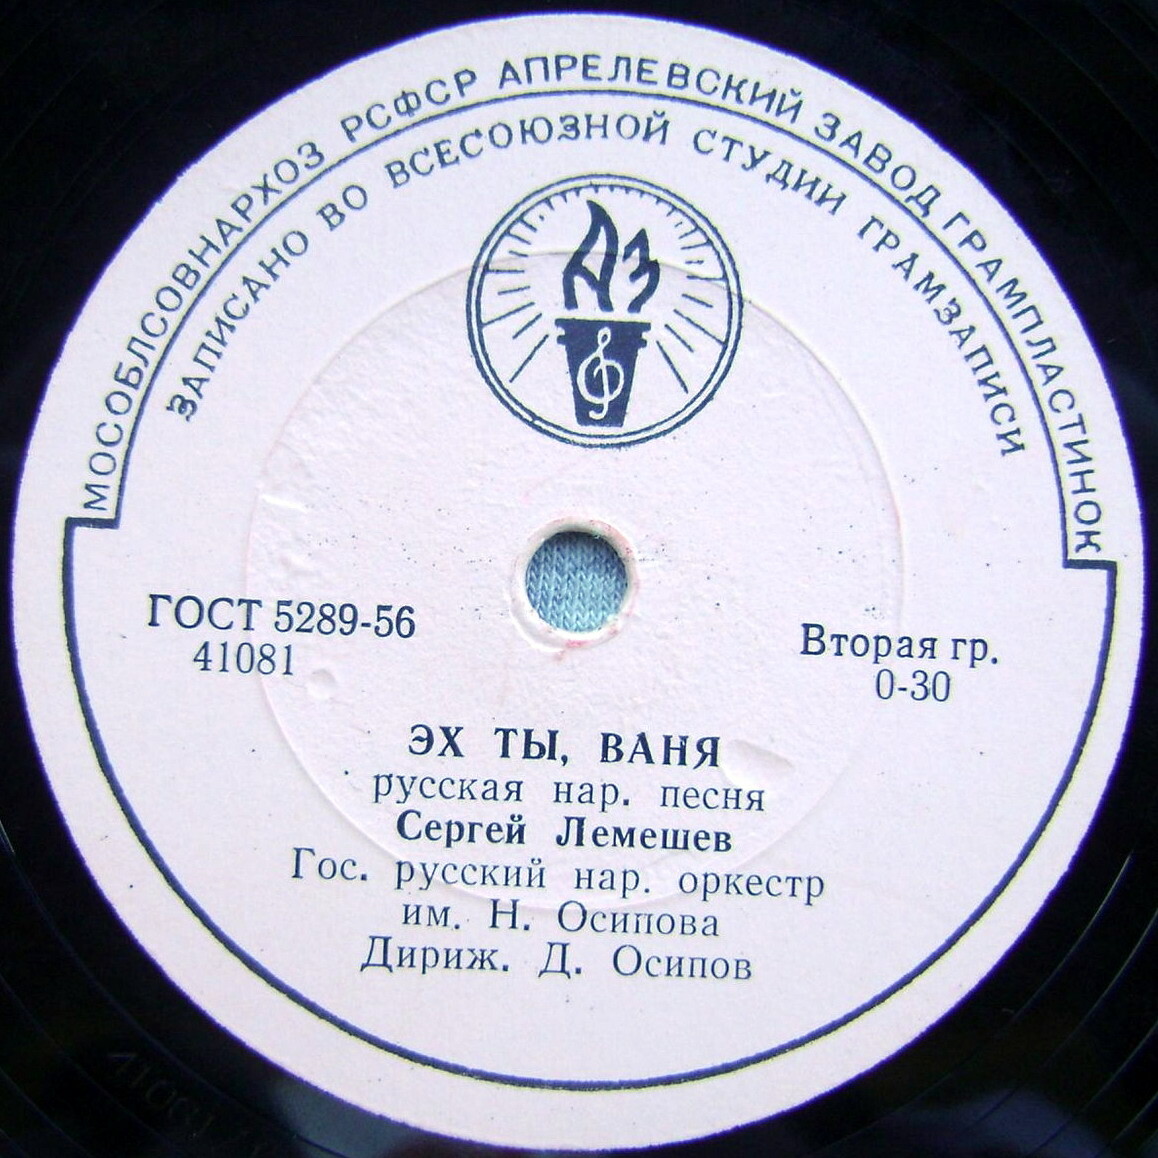 МОСОБЛСОВНАРХОЗ РСФСР АПРЕЛЕВСКИЙ ЗАВОД ГРАМПЛАСТИНОК
ЗАПИСАНО ВО ВСЕСОЮЗНОЙ СТУДИИ ГРАМЗАПИСИ
АЗ
ГОСТ 5289-56
41081
Вторая гр.
0-30
ЭХ ТЫ, ВАНЯ
русская нар. песня
Сергей Лемешев
Гос. русский нар. оркестр
им. Н. Осипова
Дириж. Д. Осипов